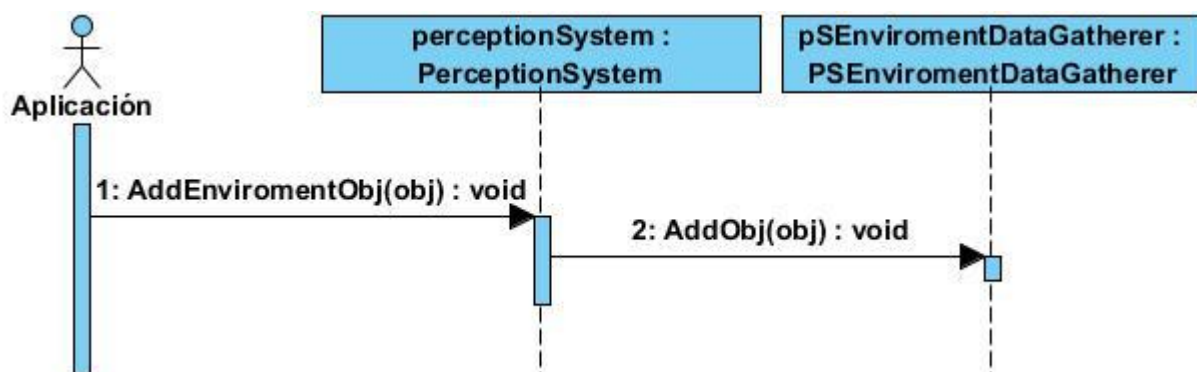 perceptionSystem :
PerceptionSystem
pSEnviromentDataGatherer :
PSEnviromentDataGatherer
Aplicación
1: AddEnviromentObj(obj) : void
2: AddObj(obj) : void